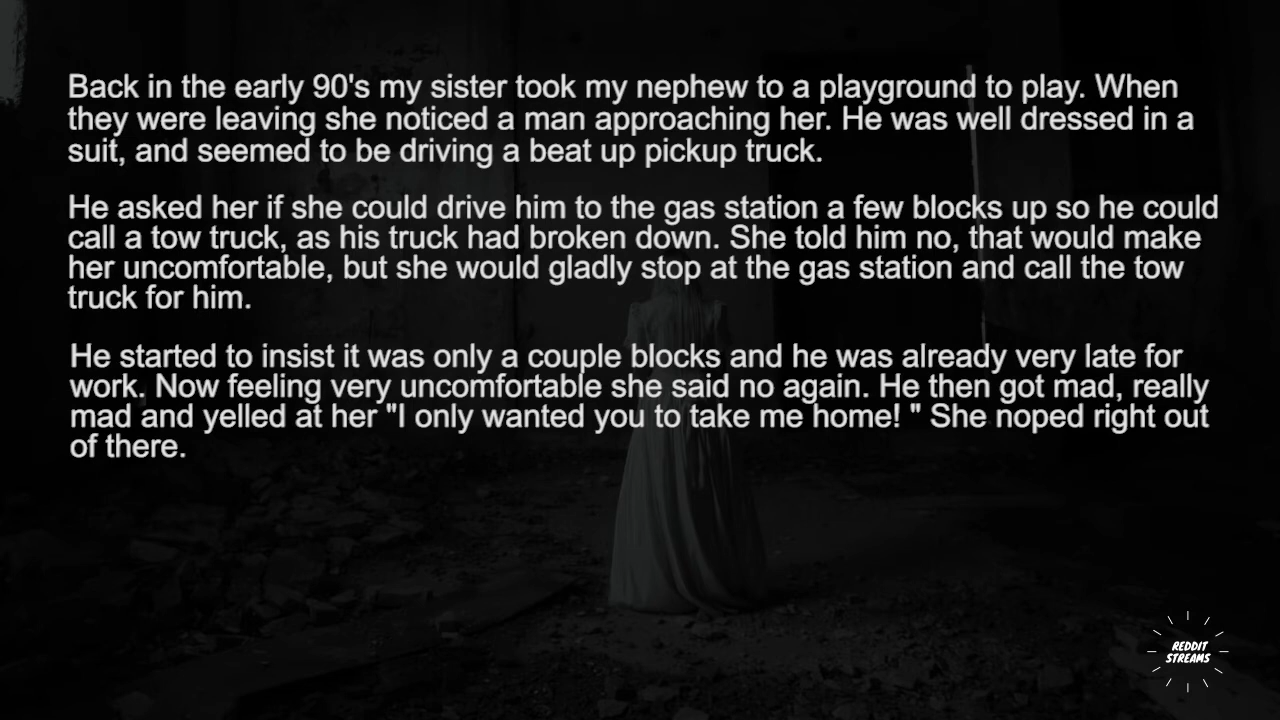 Back in the early 90's my sister took my nephew to a playground to play. When
they were leaving she noticed a man approaching her. He was well dressed in a
suit, and seemed to be driving a beat up pickup truck.
He asked her if she could drive him to the gas station a few blocks up so he could
call a tow truck, as his truck had broken down. She told him no, that would make
her uncomfortable, but she would gladly stop at the gas station and call the tow
truck for him.
He started to insist it was only a couple blocks and he was already very late for
work. Now feeling very uncomfortable she said no again. He then got mad, really
mad and yelled at her "I only wanted you to take me home! " She noped right out
of there.
REDDIT
STREAMS